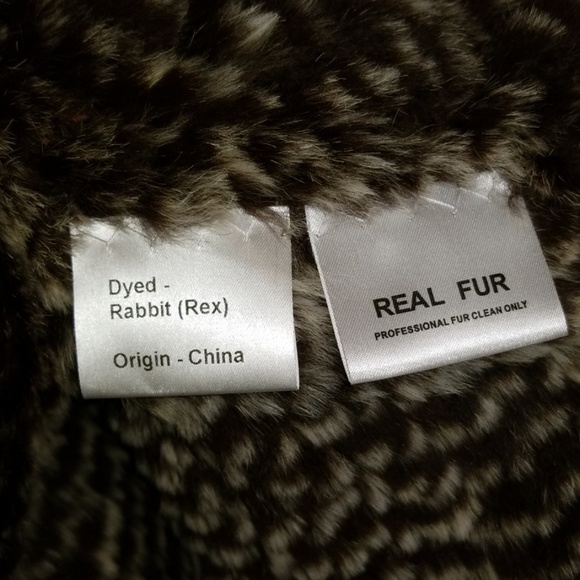 Dyed -
Rabbit (Rex)
Origin - China
REAL FUR
PROFESSIONAL FUR CLEAN ONLY